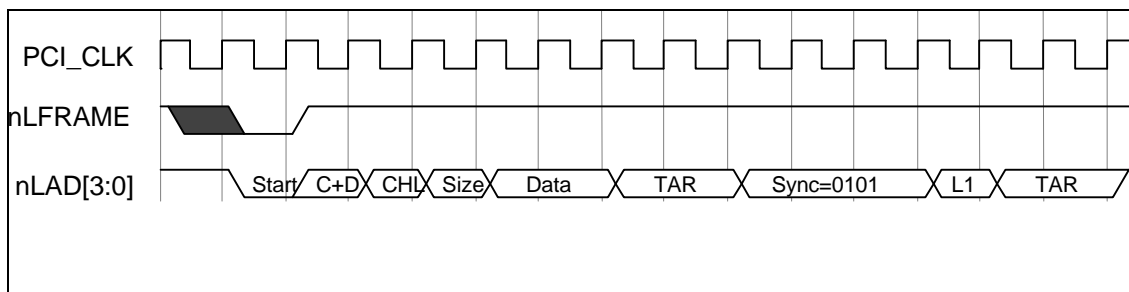 PCI_CLK
nLFRAME
nLAD[3:0]
Start C+D CHL Size Data TAR Sync=0101 L1 TAR